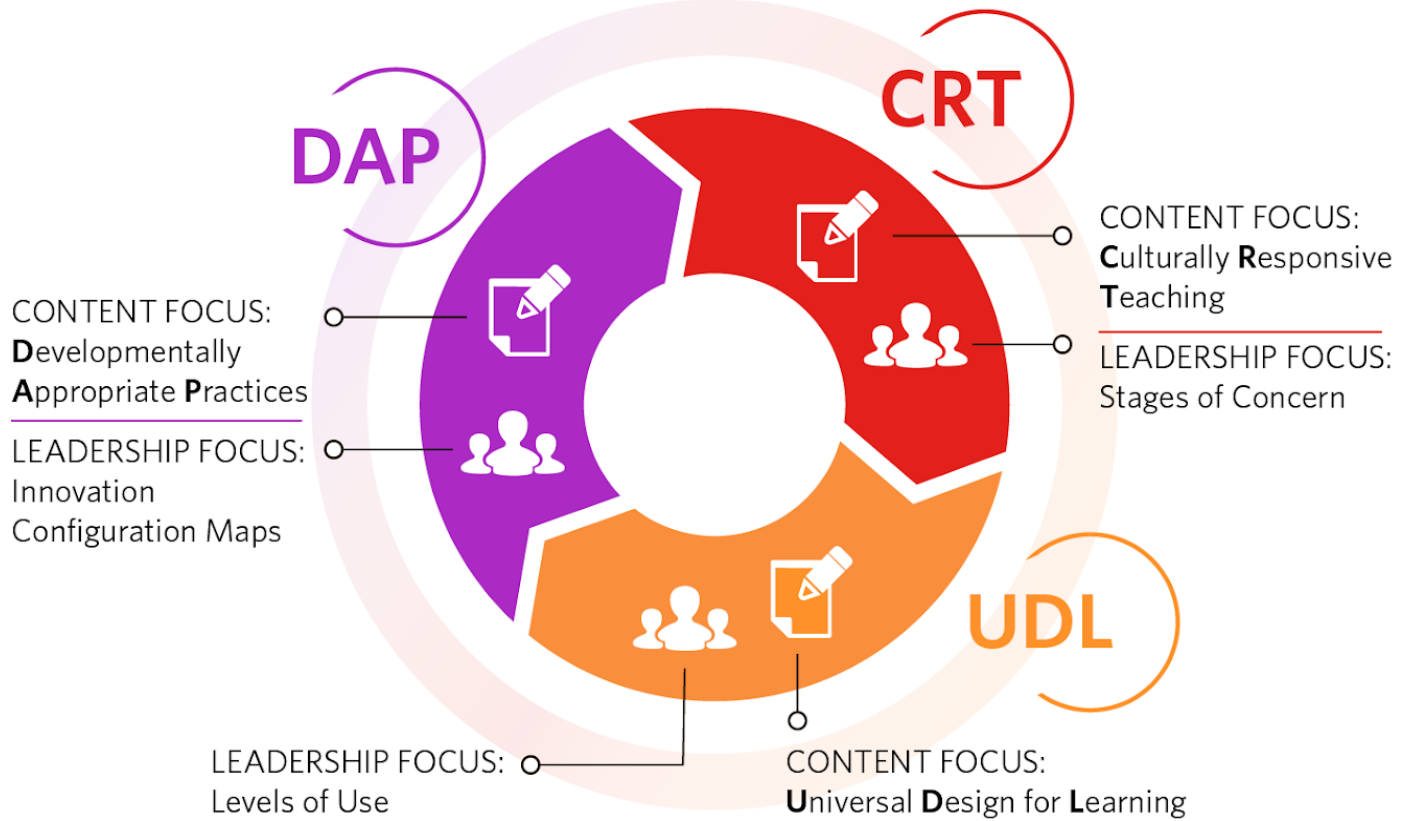 DAP
CRT
CONTENT FOCUS:
Culturally Responsive
Teaching
LEADERSHIP FOCUS:
Stages of Concern
CONTENT FOCUS:
Developmentally
Appropriate Practices
LEADERSHIP FOCUS:
Innovation
Configuration Maps
UDL
LEADERSHIP FOCUS:
Levels of Use
CONTENT FOCUS:
Universal Design for Learning